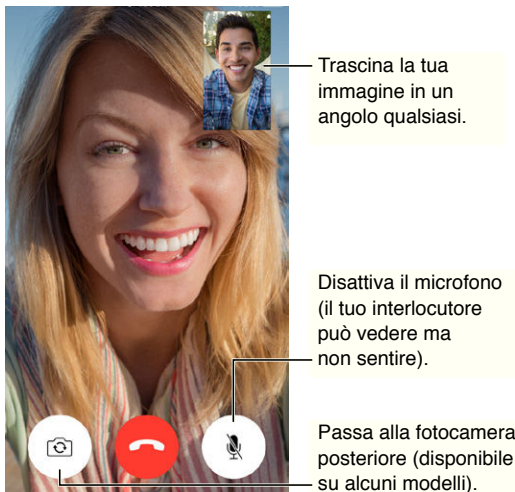 Trascina la tua
immagine in un
angolo qualsiasi.
Disattiva il microfono
(il tuo interlocutore
può vedere ma
non sentire).
Passa alla fotocamera
posteriore (disponibile
su alcuni modelli).